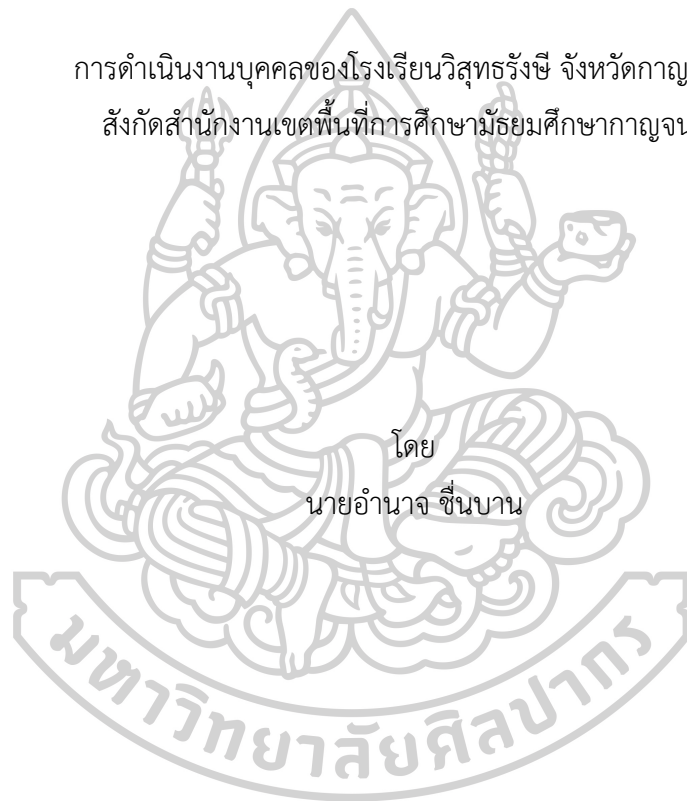 การดำเนินงานบุคคลของโรงเรียนวิสุทธรังษี จังหวัดกาญ
สังกัดสำนักงานเขตพื้นที่การศึกษามัธยมศึกษากาญจน
โดย
นายอำนาจ ชื่นบาน
มหาวิทยาลัยศิลปากร